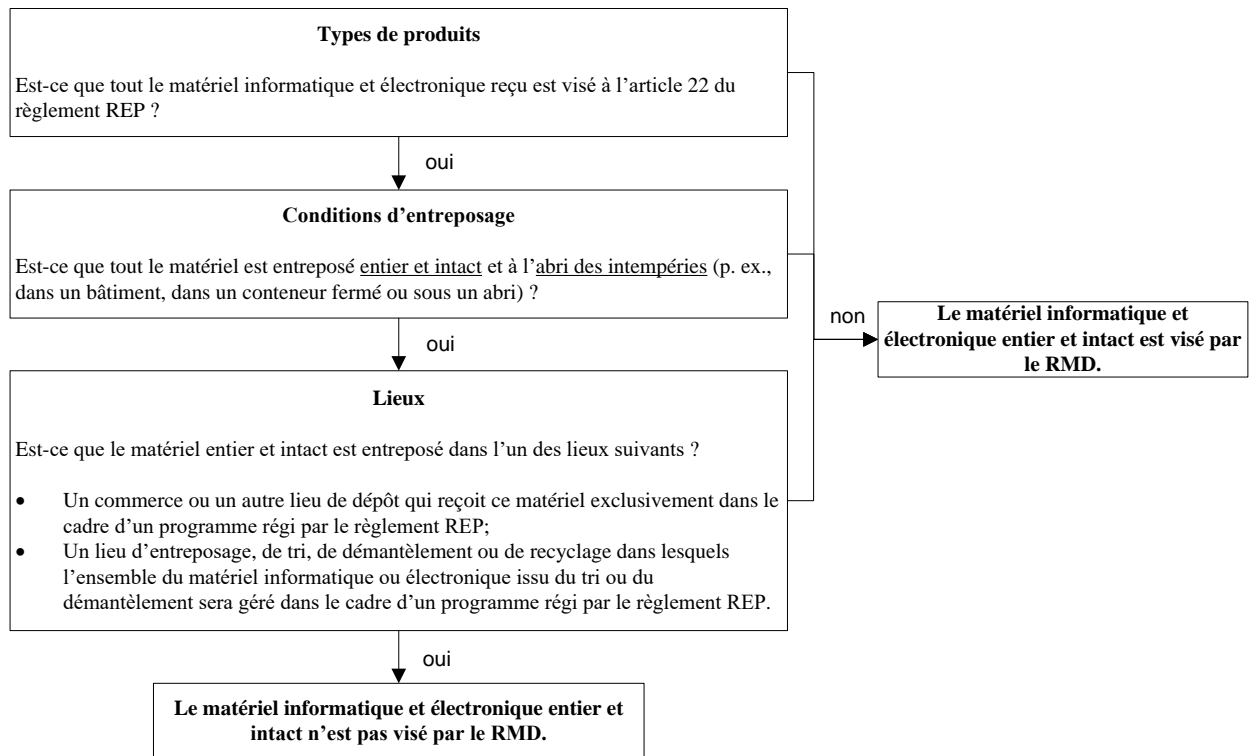 Types de produits
Est-ce que tout le matériel informatique et électronique reçu est visé à l’article 22 du
règlement REP ?
oui
Conditions d’entreposage
Est-ce que tout le matériel est entreposé entier et intact et à l’abri des intempéries (p. ex.,
dans un bâtiment, dans un conteneur fermé ou sous un abri) ?
non
Le matériel informatique et
électronique entier et intact est visé par
le RMD.
oui
Lieux
Est-ce que le matériel entier et intact est entreposé dans l’un des lieux suivants ?
• Un commerce ou un autre lieu de dépôt qui reçoit ce matériel exclusivement dans le
cadre d’un programme régi par le règlement REP;
• Un lieu d’entreposage, de tri, de démantèlement ou de recyclage dans lesquels
l’ensemble du matériel informatique ou électronique issu du tri ou du
démantèlement sera géré dans le cadre d’un programme régi par le règlement REP.
oui
Le matériel informatique et électronique entier et
intact n’est pas visé par le RMD.